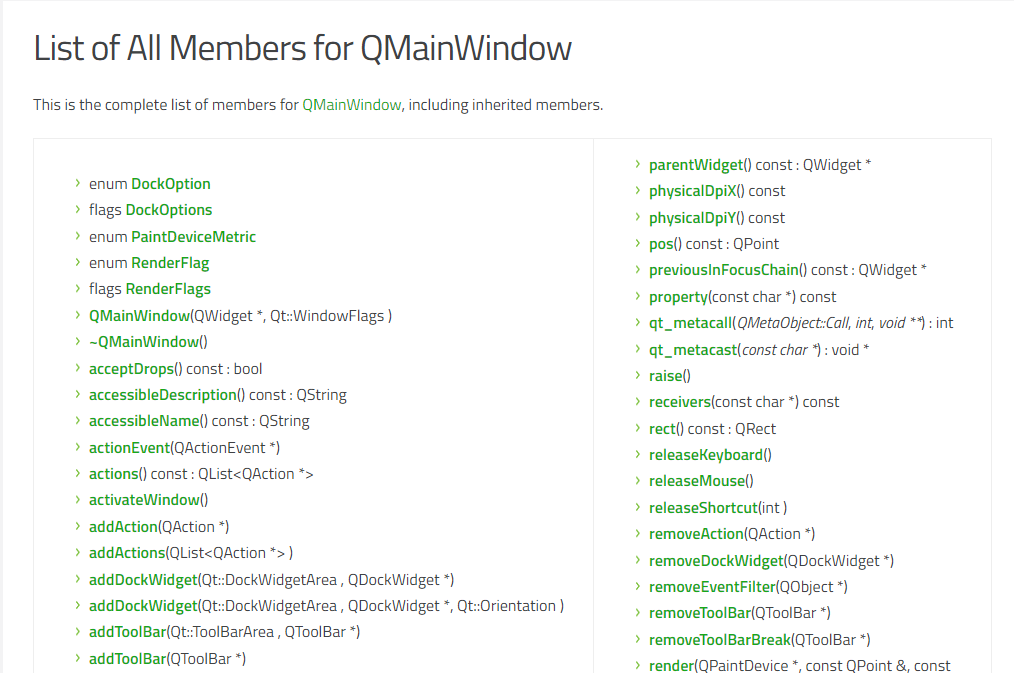 List of All Members for QMainWindow
This is the complete list of members for QMainWindow, including inherited members.
enum DockOption
flags DockOptions
enum PaintDeviceMetric
enum RenderFlag
flags RenderFlags
QMainWindow(QWidget *, Qt::WindowFlags )
~QMainWindow()
acceptDrops() const : bool
accessibleDescription() const : QString
accessibleName() const : QString
actionEvent(QActionEvent *)
actions() const : QList<QAction *>
activateWindow()
addAction(QAction *)
addActions(QList<QAction *> )
addDockWidget(Qt::DockWidgetArea , QDockWidget *)
addDockWidget(Qt::DockWidgetArea , QDockWidget *, Qt::Orientation )
addToolBar(Qt::ToolBarArea , QToolBar *)
addToolBar(QToolBar *)
parentWidget() const : QWidget *
physicalDpiX() const
physicalDpiY() const
pos() const : QPoint
previousInFocusChain() const : QWidget *
property(const char *) const
qt_metacall(QMetaObject::Call, int, void **) : int
qt_metacast(const char *) : void *
raise()
receivers(const char *) const
rect() const : QRect
releaseKeyboard()
releaseMouse()
releaseShortcut(int )
removeAction(QAction *)
removeDockWidget(QDockWidget *)
removeEventFilter(QObject *)
removeToolBar(QToolBar *)
removeToolBarBreak(QToolBar *)
render(QPaintDevice *, const QPoint &, const